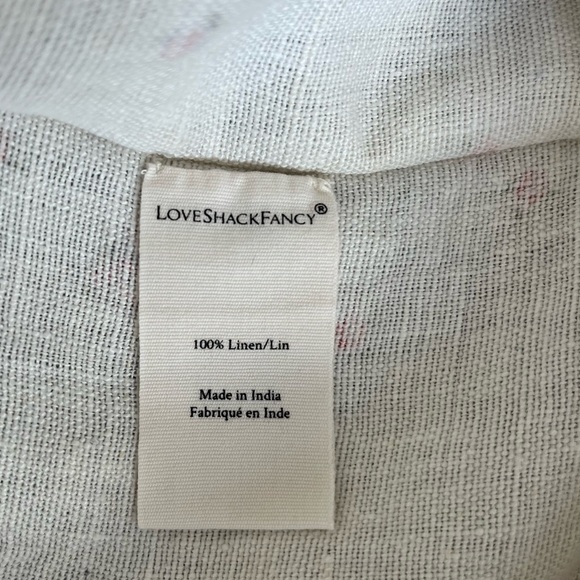 LOVESHACKFANCY®
100% Linen/Lin
Made in India
Fabriqué en Inde